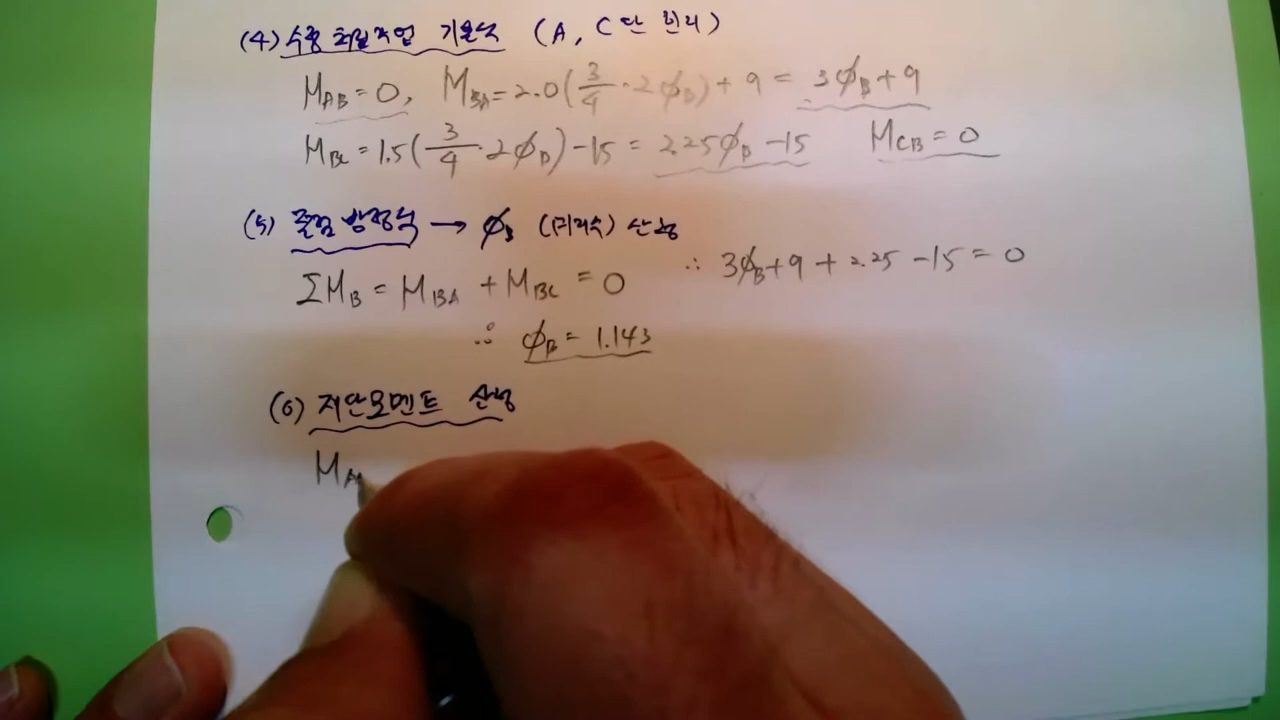 (4) 수정 처짐각법 기본식 (A, C 단 힌지)
M_AB = 0, M_BA = 2.0(3/4 · 2φ_B) + 9 = 3φ_B + 9
M_BC = 1.5(3/4 · 2φ_B) - 15 = 2.25φ_B - 15 M_CB = 0
(5) 절점 방정식 → φ_B (미지수) 산정
ΣM_B = M_BA + M_BC = 0 ∴ 3φ_B + 9 + 2.25 - 15 = 0
∴ φ_B = 1.143
(6) 재단모멘트 산정
M_A